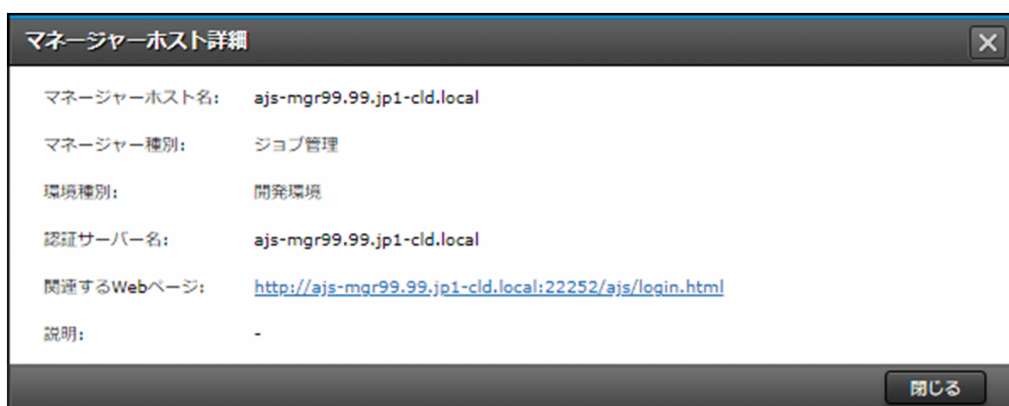 マネージャーホスト詳細
マネージャーホスト名: ajs-mgr99.99.jp1-cld.local
マネージャー種別: ジョブ管理
環境種別: 開発環境
認証サーバー名: ajs-mgr99.99.jp1-cld.local
関連するWebページ: http://ajs-mgr99.99.jp1-cld.local:22252/ajs/login.html
説明: -
閉じる